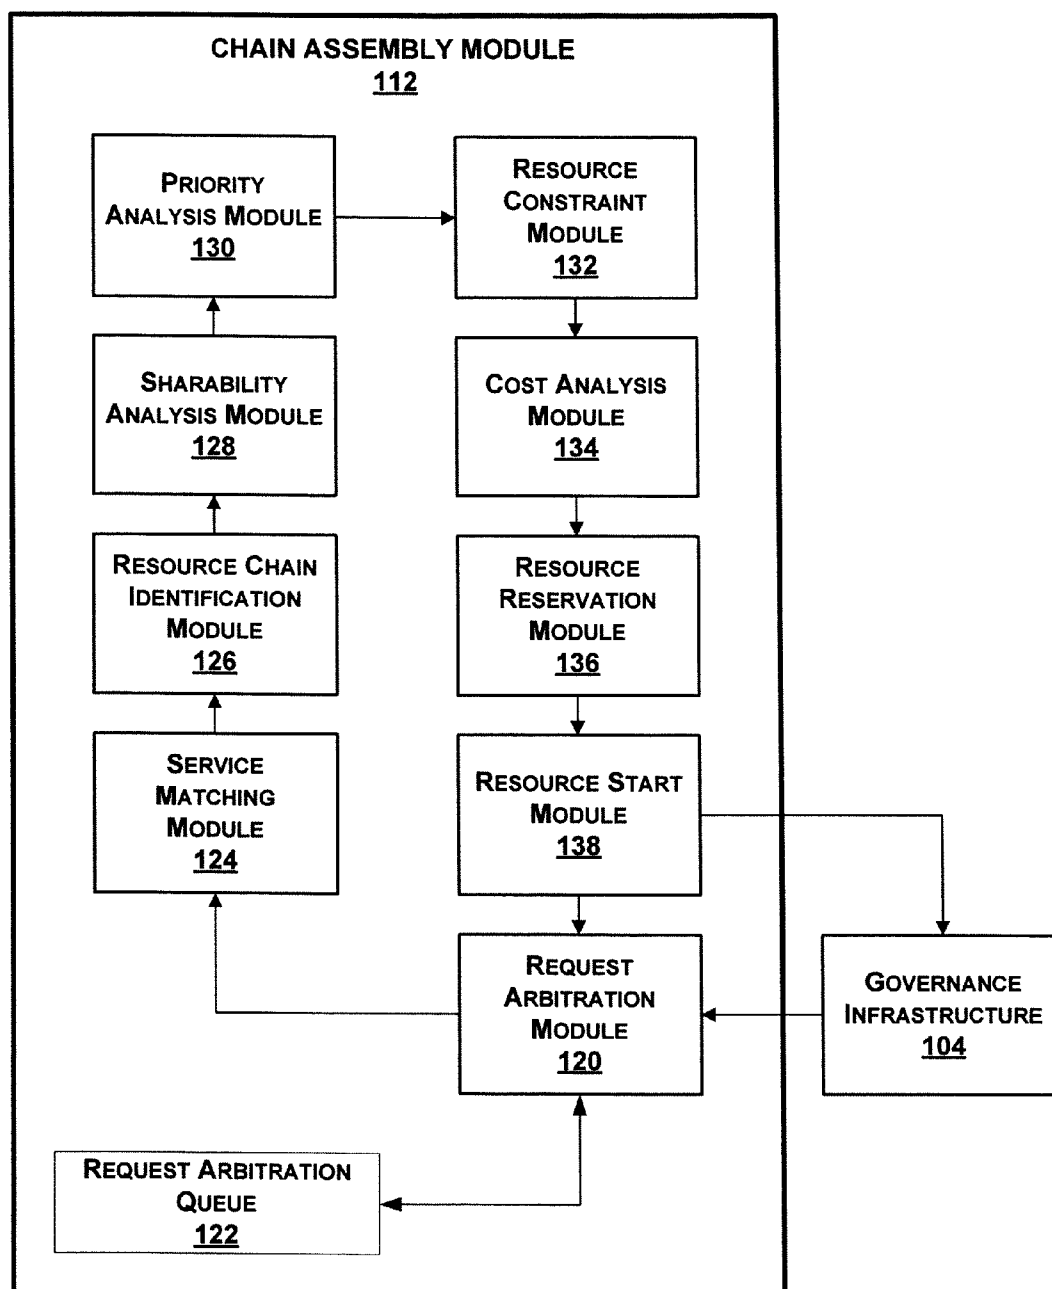 CHAIN ASSEMBLY MODULE
112
PRIORITY
ANALYSIS MODULE
130
RESOURCE
CONSTRAINT
MODULE
132
SHARABILITY
ANALYSIS MODULE
128
COST ANALYSIS
MODULE
134
RESOURCE CHAIN
IDENTIFICATION
MODULE
126
RESOURCE
RESERVATION
MODULE
136
SERVICE
MATCHING
MODULE
124
RESOURCE START
MODULE
138
REQUEST
ARBITRATION
MODULE
120
GOVERNANCE
INFRASTRUCTURE
104
REQUEST ARBITRATION
QUEUE
122